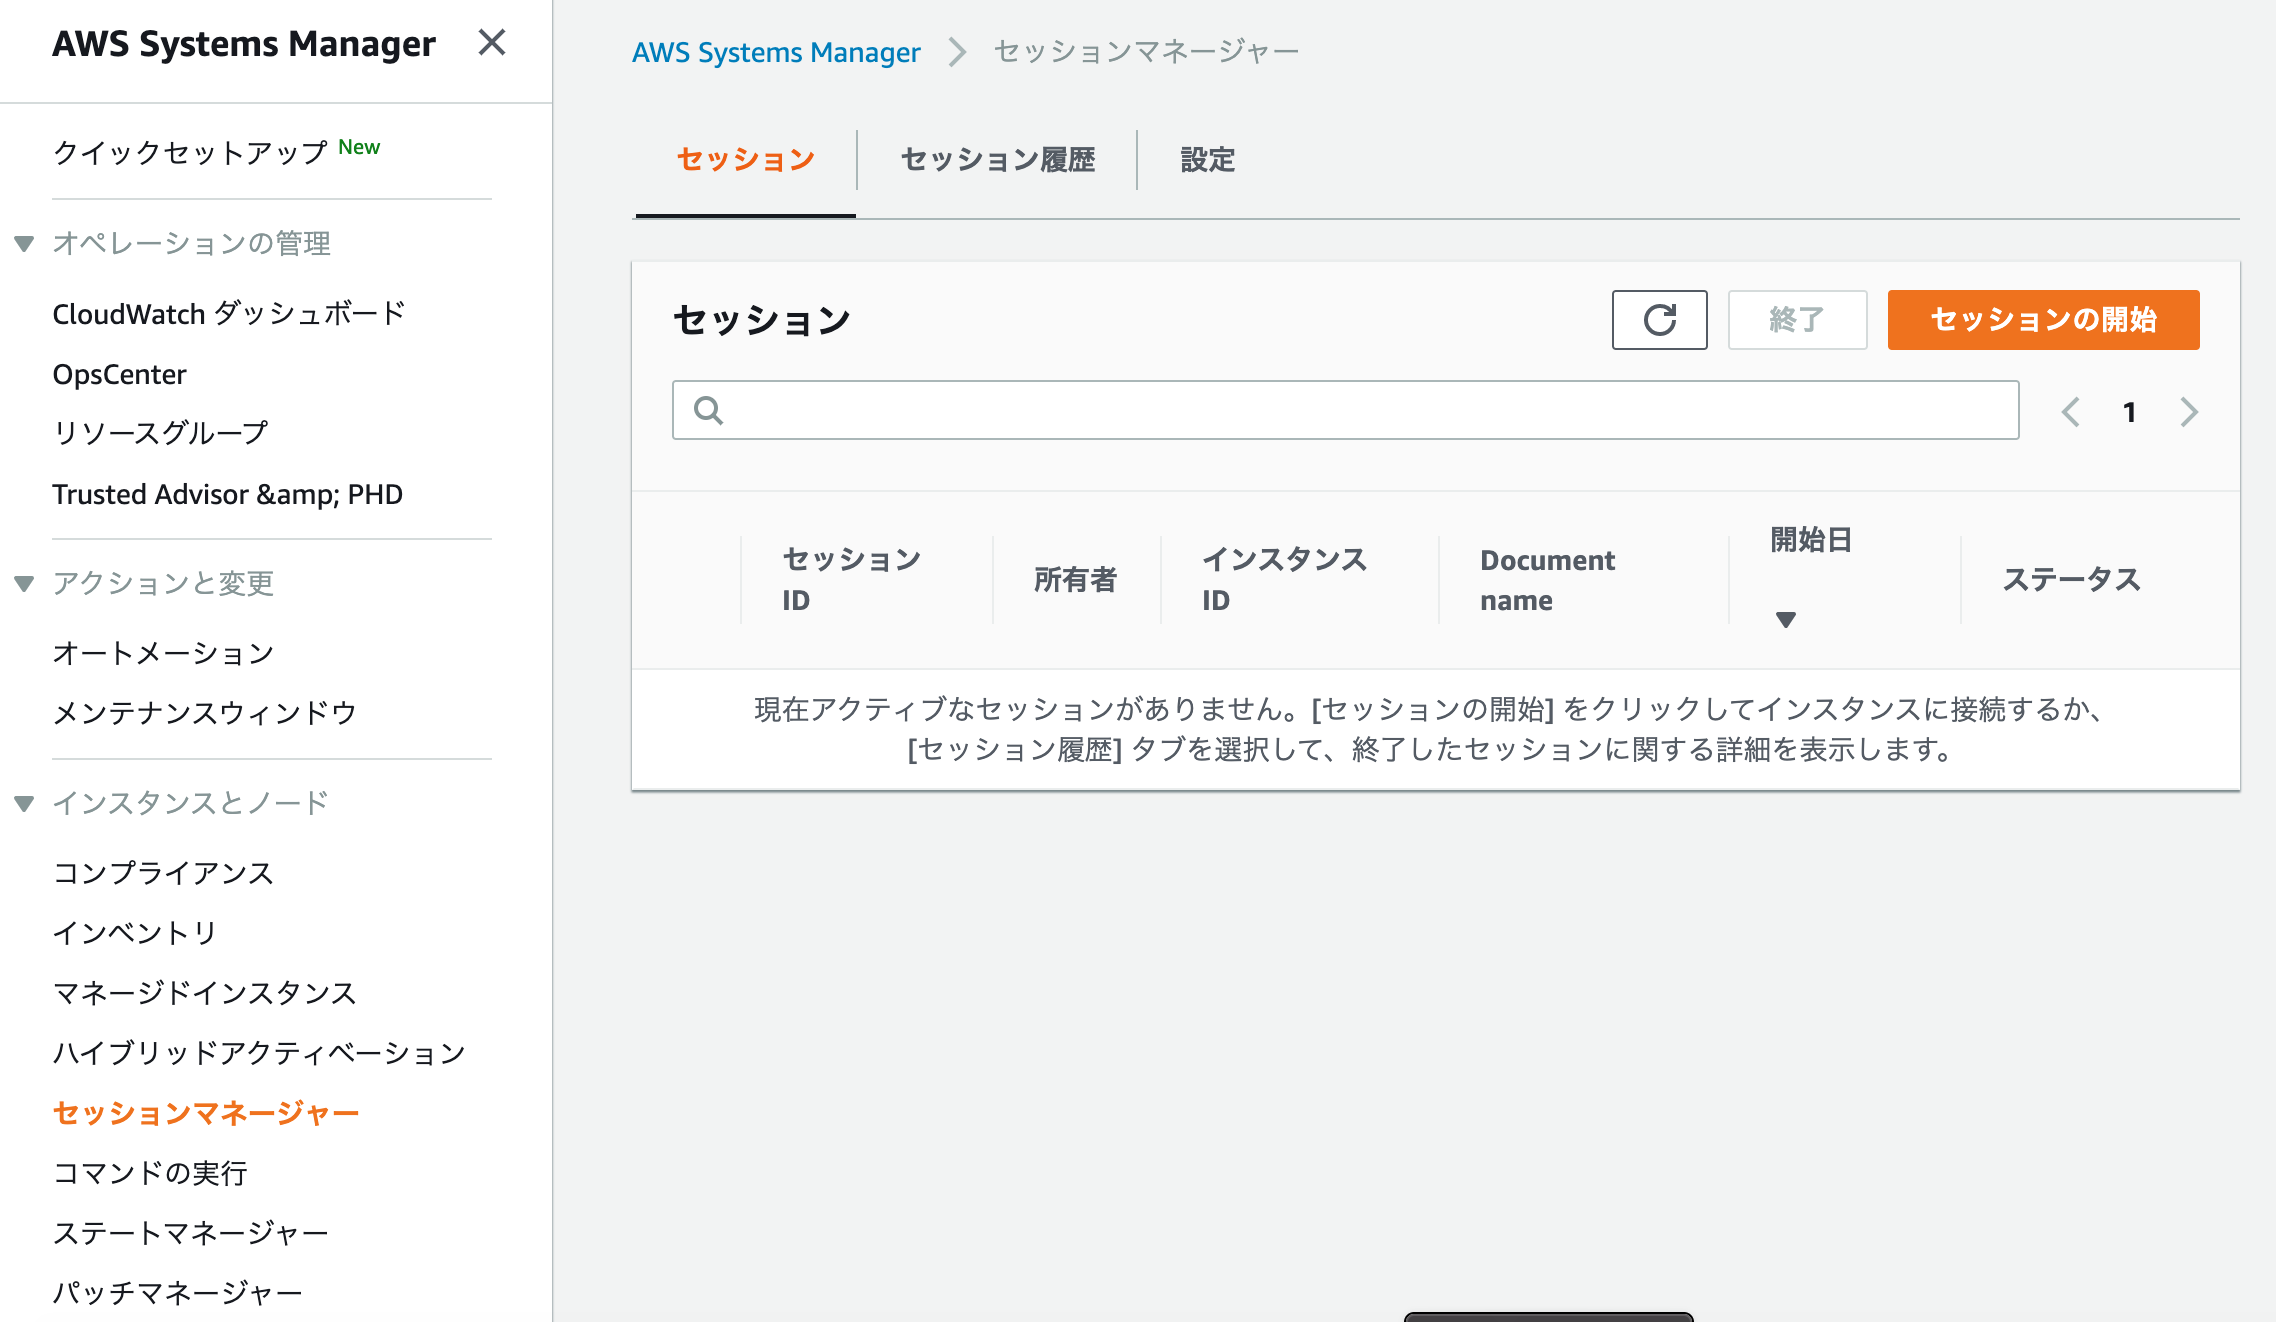 AWS Systems Manager
クイックセットアップ New
オペレーションの管理
CloudWatch ダッシュボード
OpsCenter
リソースグループ
Trusted Advisor &amp; PHD
アクションと変更
オートメーション
メンテナンスウィンドウ
インスタンスとノード
コンプライアンス
インベントリ
マネージドインスタンス
ハイブリッドアクティベーション
セッションマネージャー
コマンドの実行
ステートマネージャー
パッチマネージャー
AWS Systems Manager セッションマネージャー
セッション セッション履歴 設定
セッション 終了 セッションの開始
1
セッション
ID
所有者
インスタンス
ID
Document
name
開始日
ステータス
現在アクティブなセッションがありません。[セッションの開始] をクリックしてインスタンスに接続するか、
[セッション履歴] タブを選択して、終了したセッションに関する詳細を表示します。